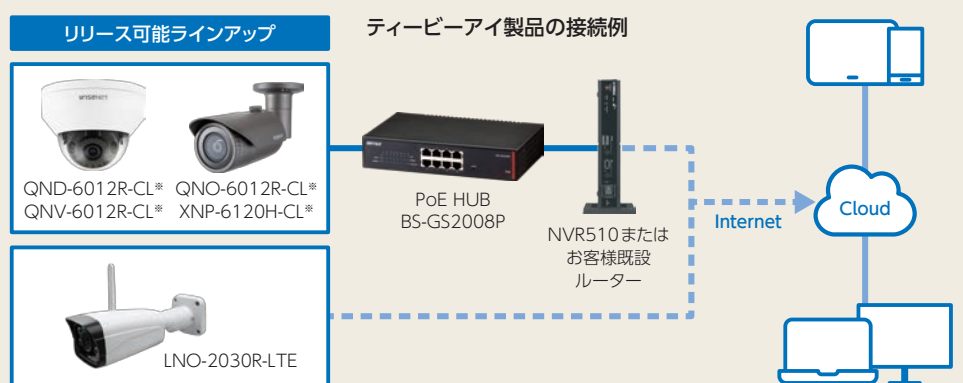 リリース可能ラインアップ
ティービーアイ製品の接続例
WISENET
QND-6012R-CL※ QNO-6012R-CL※
QNV-6012R-CL※ XNP-6120H-CL※
PoE HUB
BS-GS2008P
NVR510または
お客様既設
ルーター
Internet
Cloud
LNO-2030R-LTE